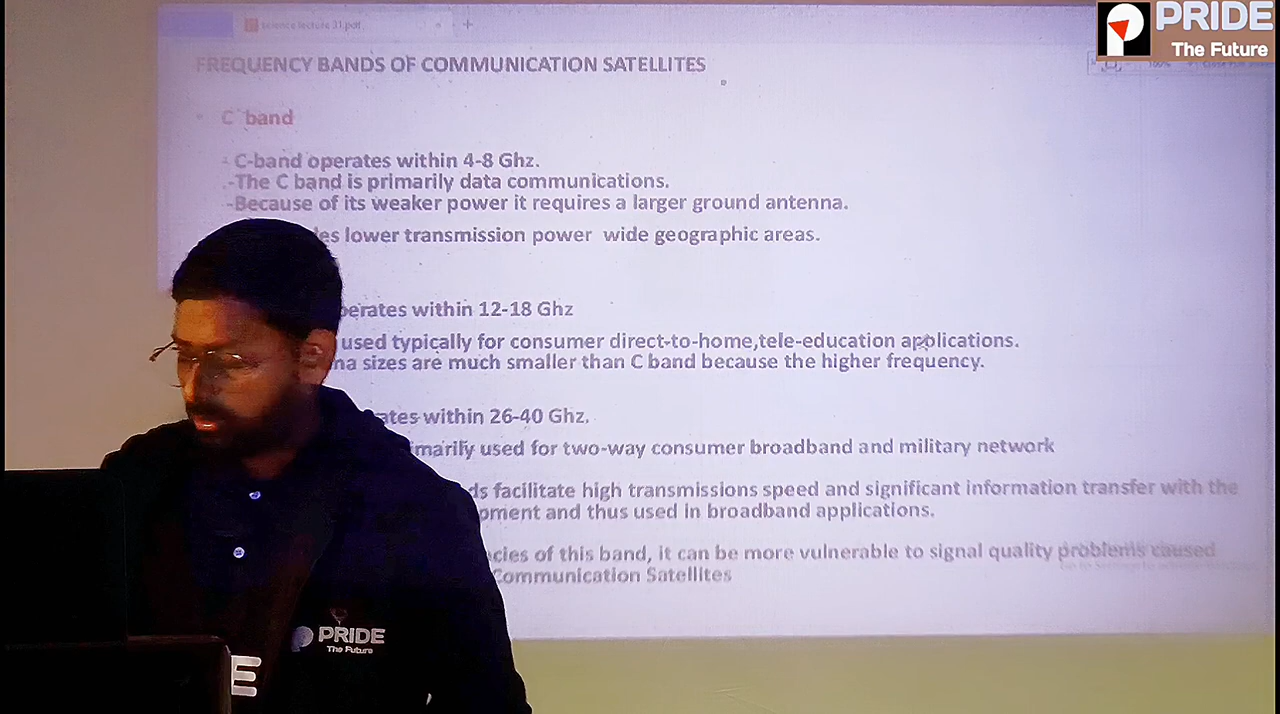 science lecture 31.pdf
PRIDE
The Future
FREQUENCY BANDS OF COMMUNICATION SATELLITES
C band
- C-band operates within 4-8 Ghz.
-The C band is primarily data communications.
-Because of its weaker power it requires a larger ground antenna.
es lower transmission power wide geographic areas.
perates within 12-18 Ghz
used typically for consumer direct-to-home,tele-education applications.
na sizes are much smaller than C band because the higher frequency.
ates within 26-40 Ghz.
marily used for two-way consumer broadband and military network
ds facilitate high transmissions speed and significant information transfer with the
pment and thus used in broadband applications.
cies of this band, it can be more vulnerable to signal quality problems caused
Communication Satellites
PRIDE
The Future
E